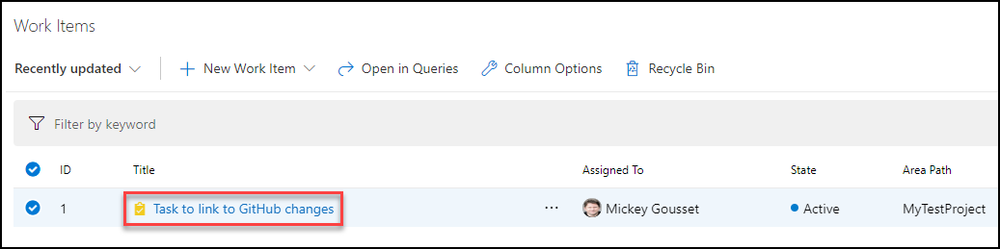 Work Items
Recently updated New Work Item Open in Queries Column Options Recycle Bin
Filter by keyword
ID Title Assigned To State Area Path
1 Task to link to GitHub changes ... Mickey Gousset Active MyTestProject